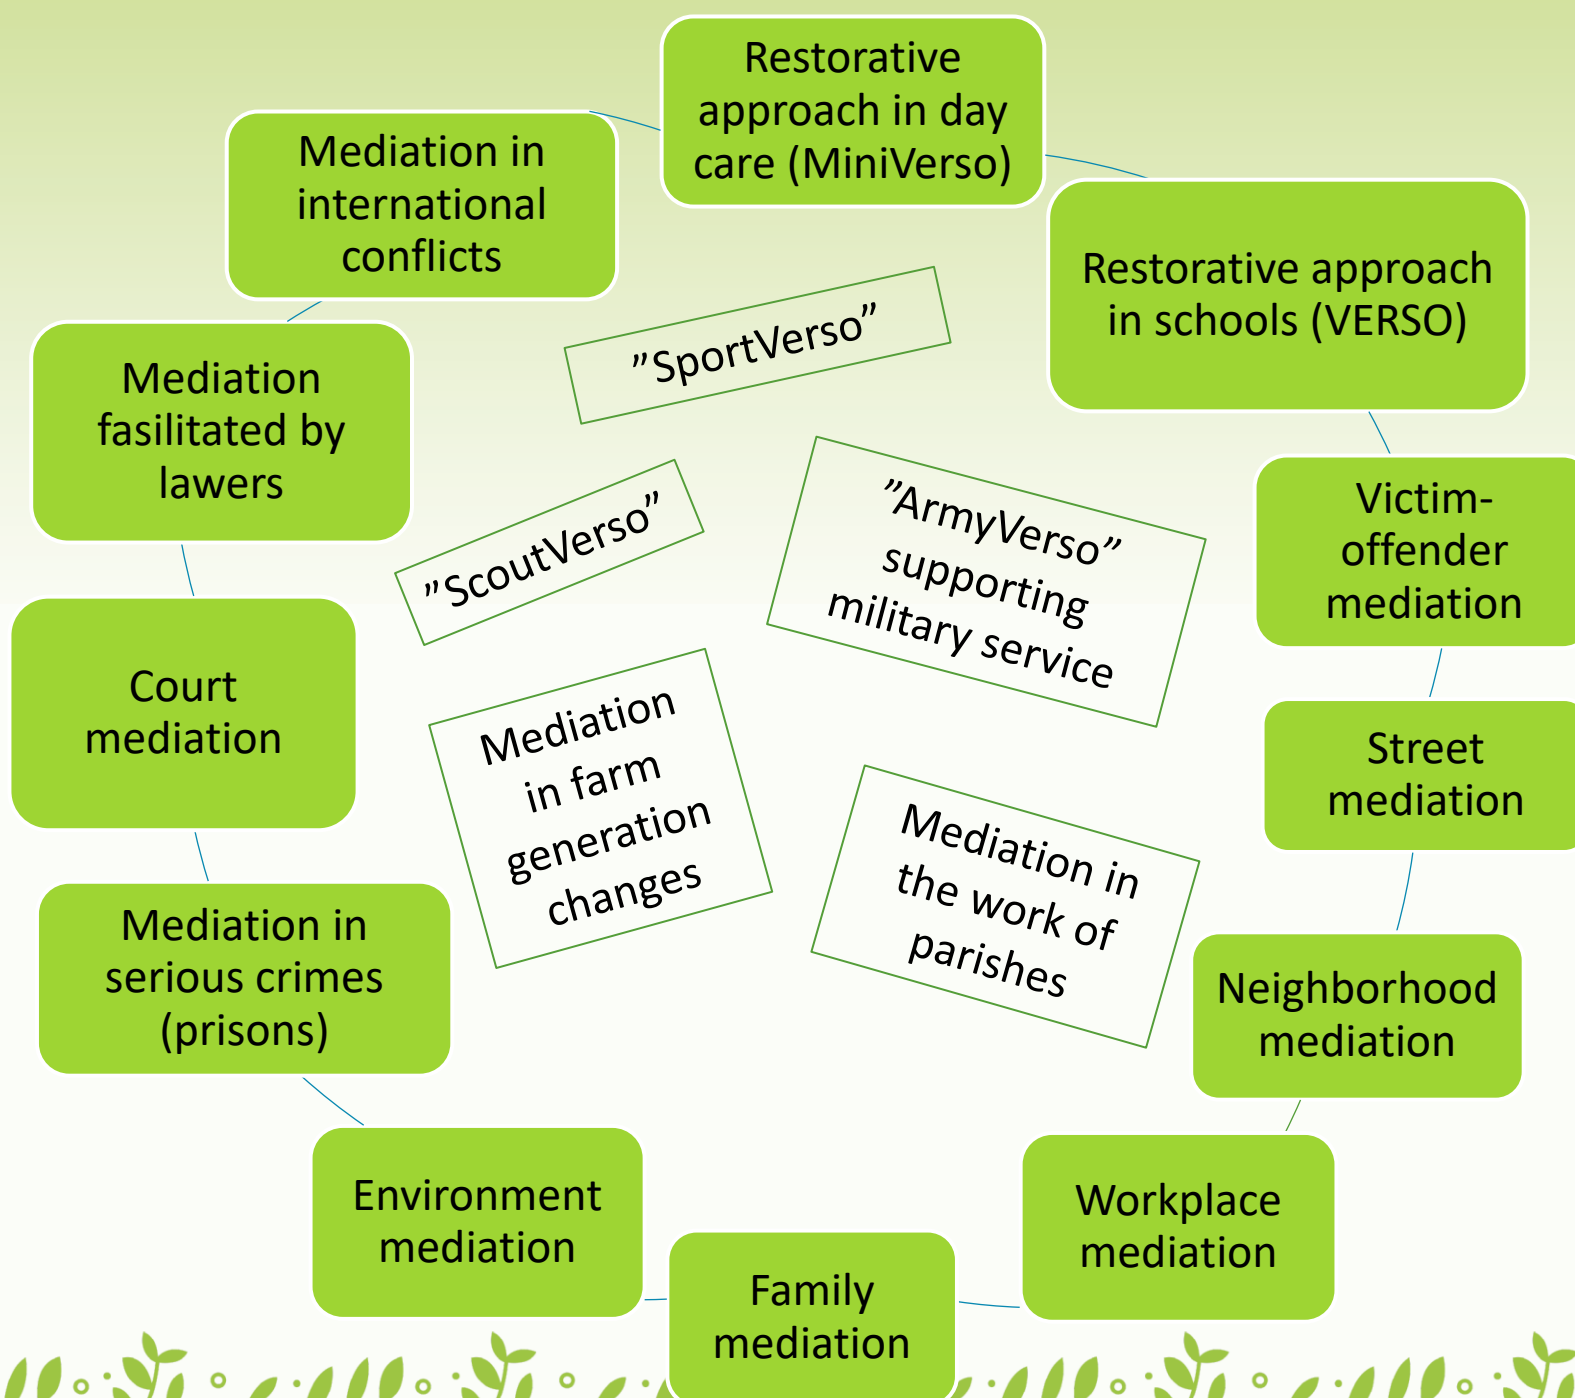 Restorative
approach in day
care (MiniVerso)
Restorative approach
in schools (VERSO)
Victim-
offender
mediation
Street
mediation
Neighborhood
mediation
Workplace
mediation
Family
mediation
Environment
mediation
Mediation in
serious crimes
(prisons)
Court
mediation
Mediation
fasilitated by
lawers
Mediation in
international
conflicts
”SportVerso”
”ScoutVerso”
”ArmyVerso”
supporting
military service
Mediation
in farm
generation
changes
Mediation in
the work of
parishes